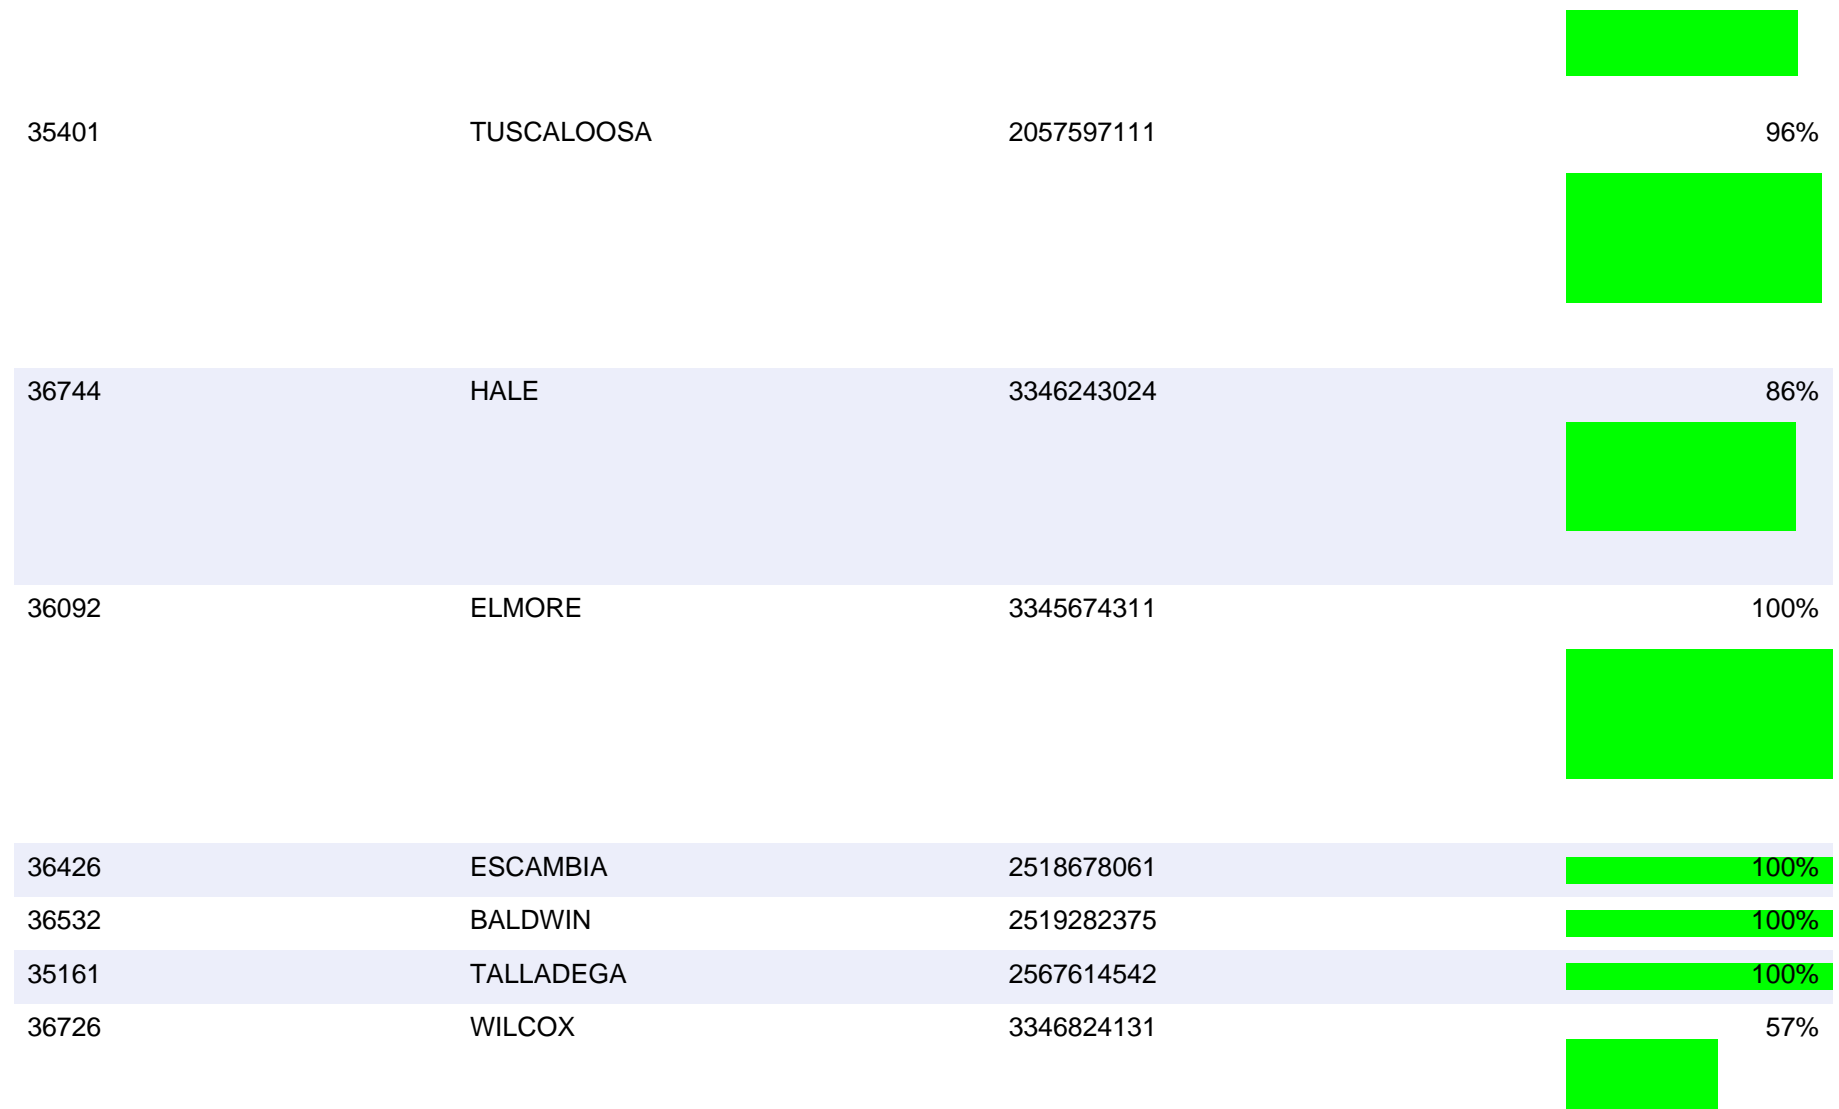 35401 TUSCALOOSA 2057597111 96%
36744 HALE 3346243024 86%
36092 ELMORE 3345674311 100%
36426 ESCAMBIA 2518678061 100%
36532 BALDWIN 2519282375 100%
35161 TALLADEGA 2567614542 100%
36726 WILCOX 3346824131 57%